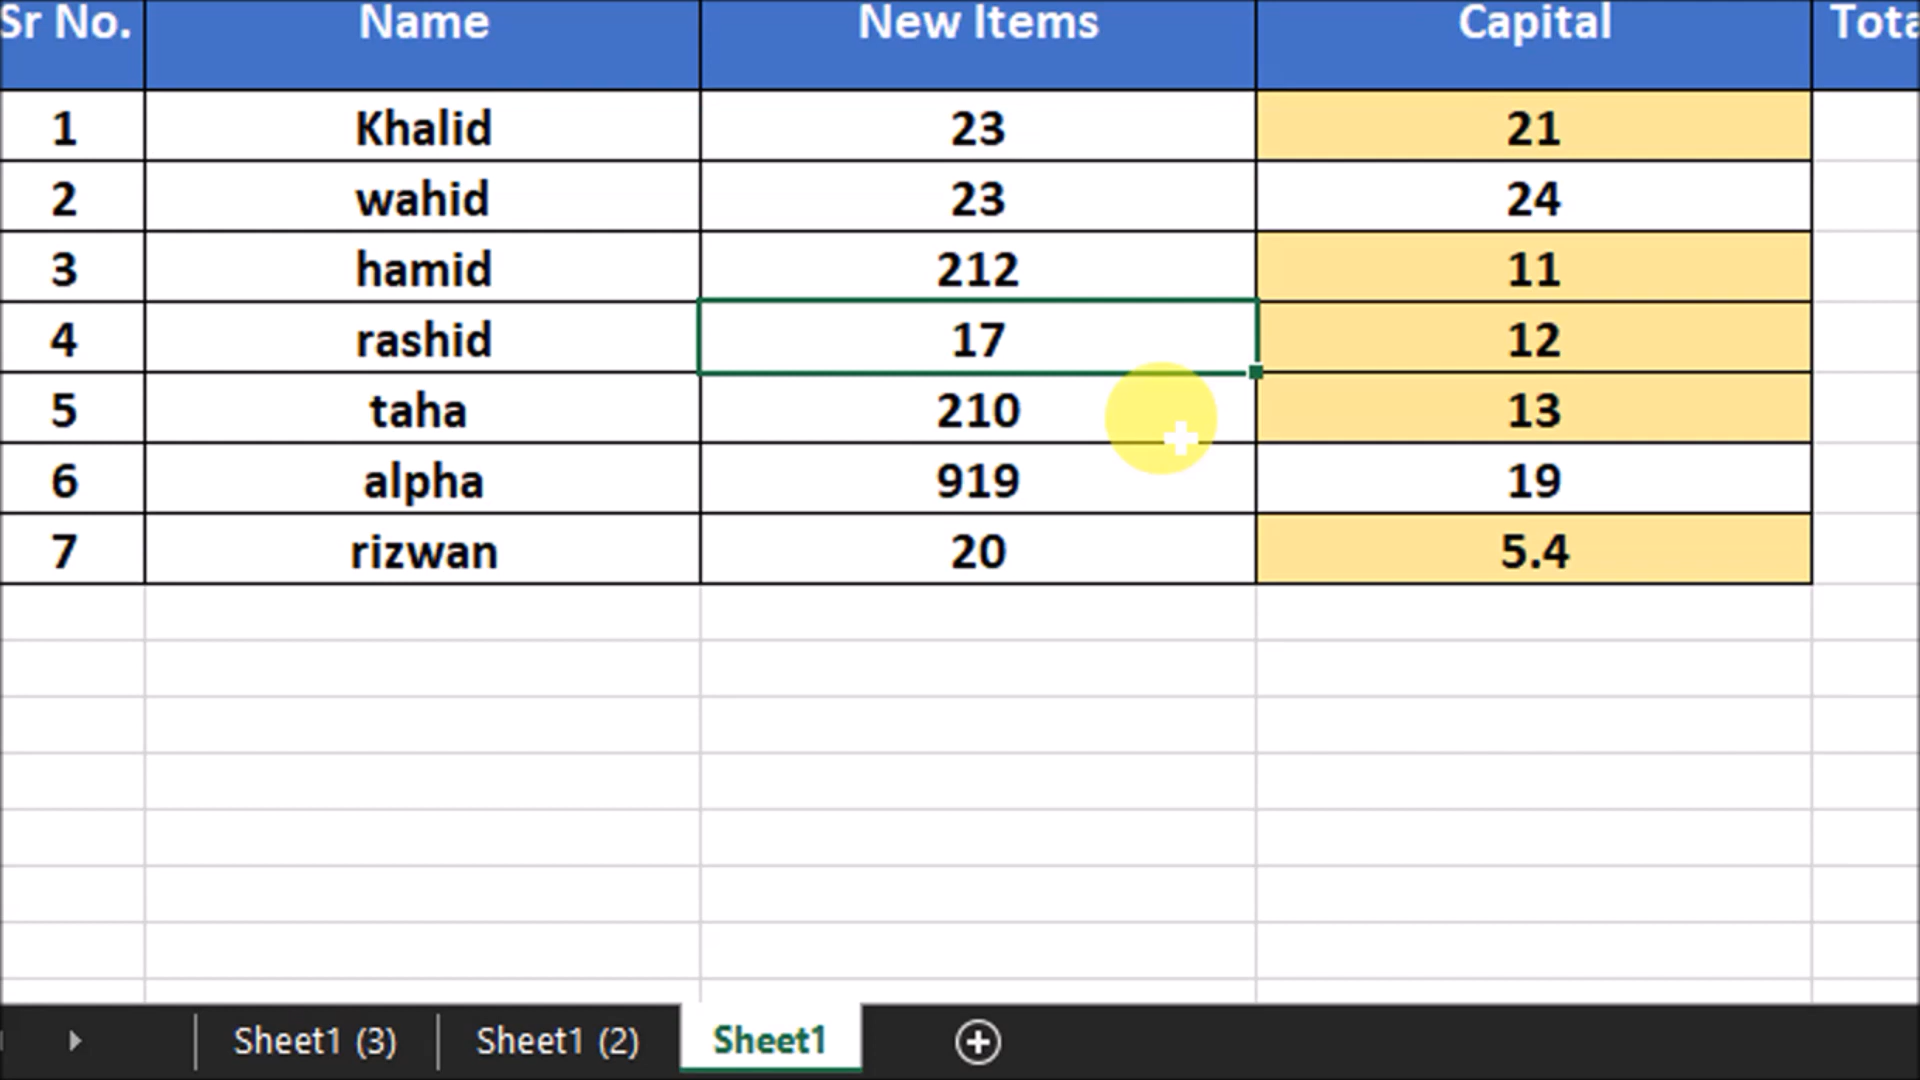 Sr No. Name New Items Capital Tota
1 Khalid 23 21
2 wahid 23 24
3 hamid 212 11
4 rashid 17 12
5 taha 210 13
6 alpha 919 19
7 rizwan 20 5.4
Sheet1 (3) Sheet1 (2) Sheet1